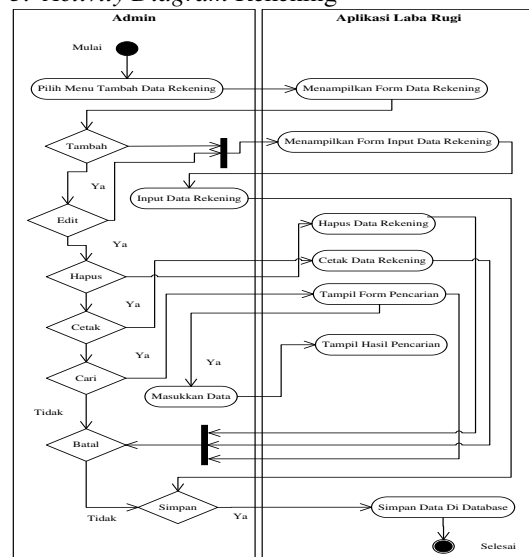 Activity Diagram Rekening
Admin
Aplikasi Laba Rugi
Mulai
Pilih Menu Tambah Data Rekening
Menampilkan Form Data Rekening
Tambah
Menampilkan Form Input Data Rekening
Ya
Input Data Rekening
Edit
Hapus Data Rekening
Ya
Cetak Data Rekening
Hapus
Tampil Form Pencarian
Ya
Cetak
Tampil Hasil Pencarian
Ya
Ya
Cari
Masukkan Data
Tidak
Batal
Simpan
Simpan Data Di Database
Tidak
Ya
Selesai